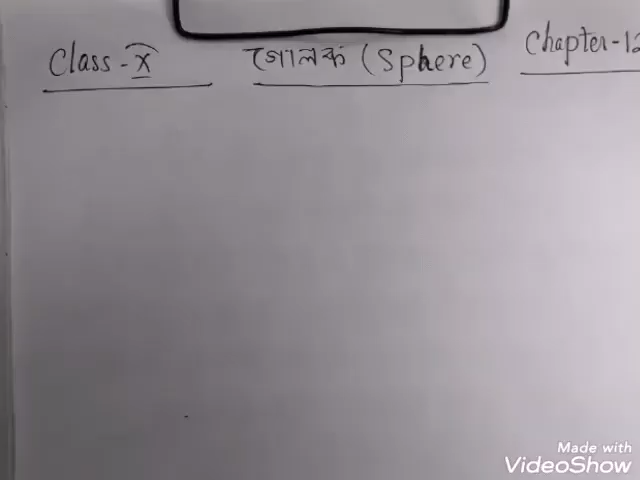 Class - X গোলক (Sphere) Chapter-12
Made with
VideoShow